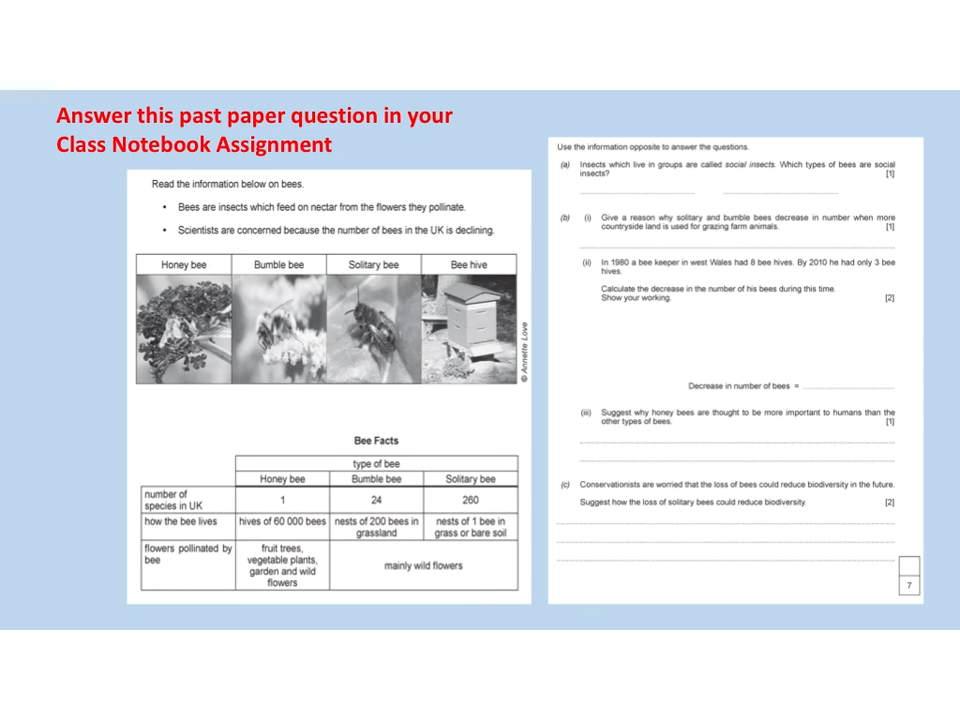 Answer this past paper question in your
Class Notebook Assignment
Read the information below on bees.
• Bees are insects which feed on nectar from the flowers they pollinate.
• Scientists are concerned because the number of bees in the UK is declining.
Honey bee Bumble bee Solitary bee Bee hive
© Annette Love
Bee Facts
type of bee
Honey bee Bumble bee Solitary bee
number of
species in UK
1 24 260
how the bee lives
hives of 60 000 bees
nests of 200 bees in
grassland
nests of 1 bee in
grass or bare soil
flowers pollinated by
bee
fruit trees,
vegetable plants,
garden and wild
flowers
mainly wild flowers
Use the information opposite to answer the questions.
(a) Insects which live in groups are called social insects. Which types of bees are social
insects? [1]
(b) (i) Give a reason why solitary and bumble bees decrease in number when more
countryside land is used for grazing farm animals. [1]
(ii) In 1980 a bee keeper in west Wales had 8 bee hives. By 2010 he had only 3 bee
hives.
Calculate the decrease in the number of his bees during this time.
Show your working. [2]
Decrease in number of bees = 
(iii) Suggest why honey bees are thought to be more important to humans than the
other types of bees. [1]
(c) Conservationists are worried that the loss of bees could reduce biodiversity in the future.
Suggest how the loss of solitary bees could reduce biodiversity. [2]
7